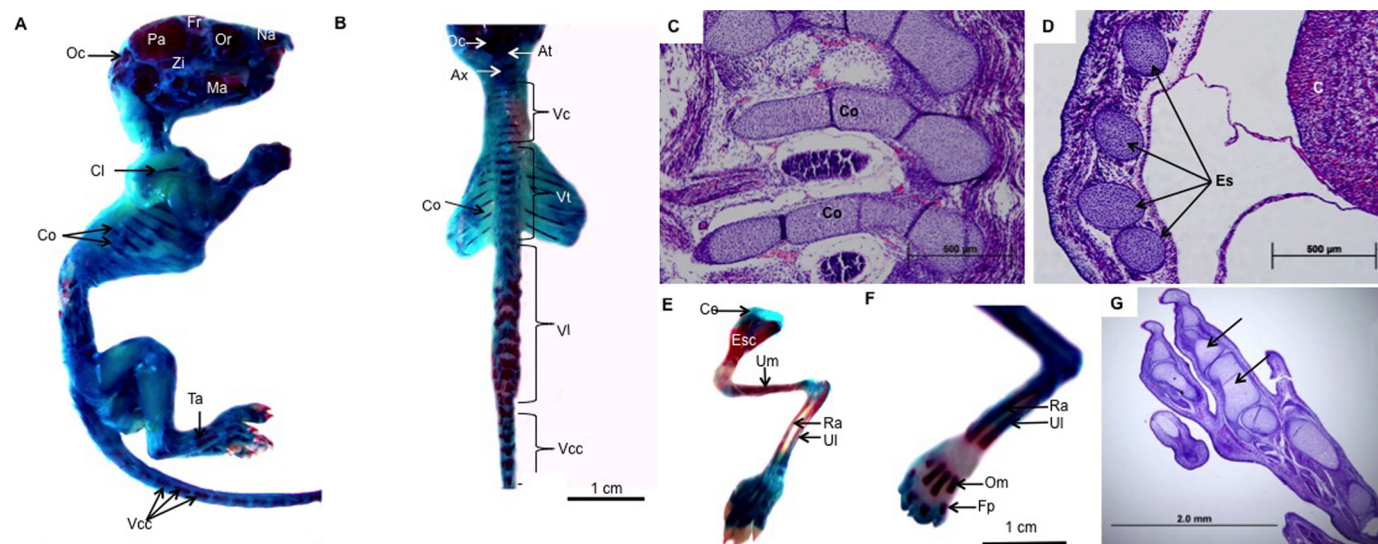 A
Fr
Na
Pa
Or
Oc
Zi
Ma
Cl
Co
Ta
Vcc
B
Oc
At
Ax
Vc
Vt
Co
Vl
Vcc
1 cm
C
Co
Co
500 µm
D
C
Es
500 µm
E
Ce
Esc
Um
Ra
Ul
F
Ra
Ul
Om
Fp
1 cm
G
2.0 mm